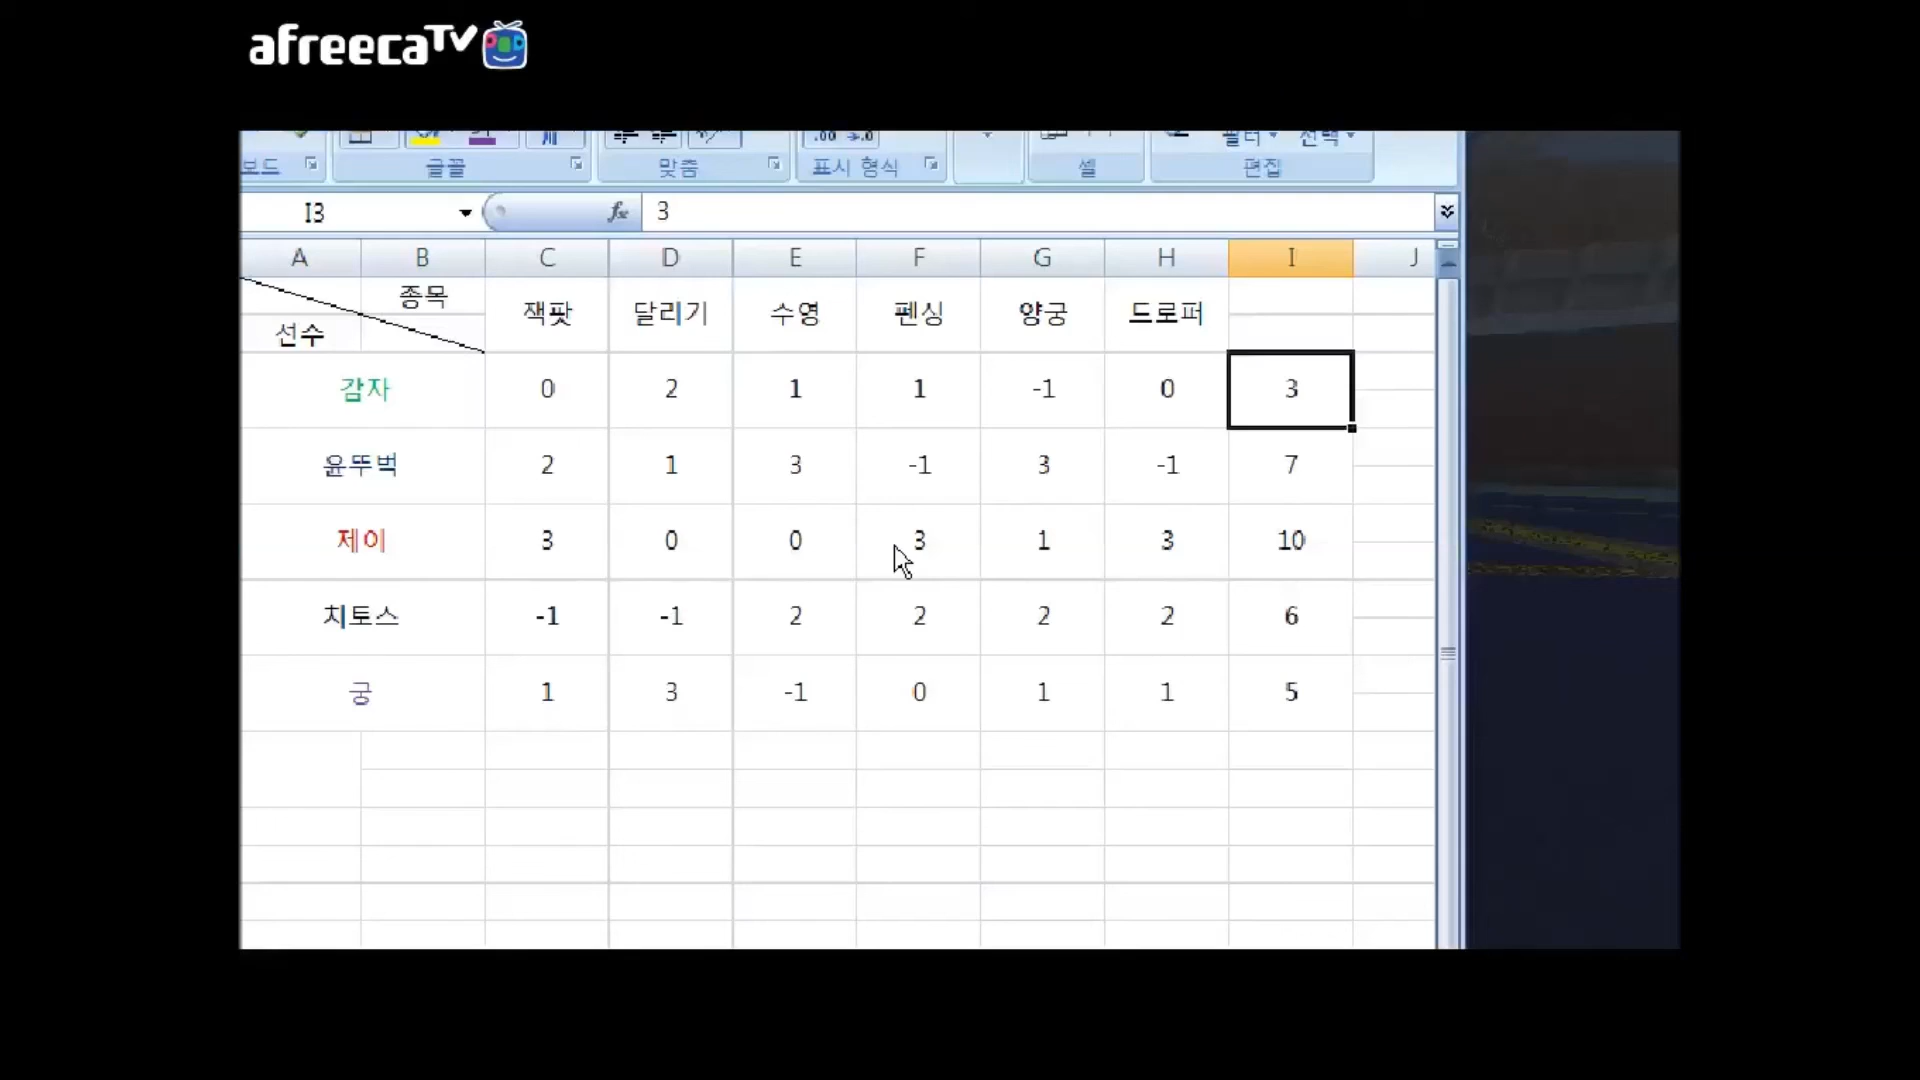 afreecaTV
보드 글꼴 맞춤 표시 형식 셀 편집
I3 fx 3
A B C D E F G H I J
종목
선수
잭팟 달리기 수영 펜싱 양궁 드로퍼
감자 0 2 1 1 -1 0 3
윤뚜벅 2 1 3 -1 3 -1 7
제이 3 0 0 3 1 3 10
치토스 -1 -1 2 2 2 2 6
궁 1 3 -1 0 1 1 5